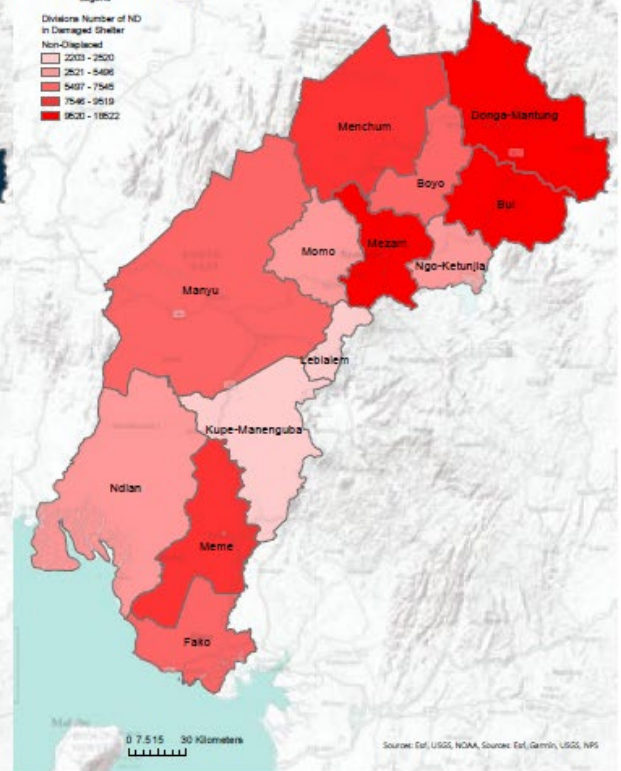 Legend
Divisions Number of ND
in Damaged Shelter
Non-Displaced
2203 - 2520
2521 - 5496
5497 - 7545
7546 - 9519
9520 - 18522
Donga-Mantung
Menchum
Boyo
Bui
Mezam
Momo
Ngo-Ketunjia
Manyu
Lebialem
Kupe-Manenguba
Ndian
Meme
Fako
0 7.515 30 Kilometers
Sources: Esri, USGS, NOAA, Sources: Esri, Garmin, USGS, NPS